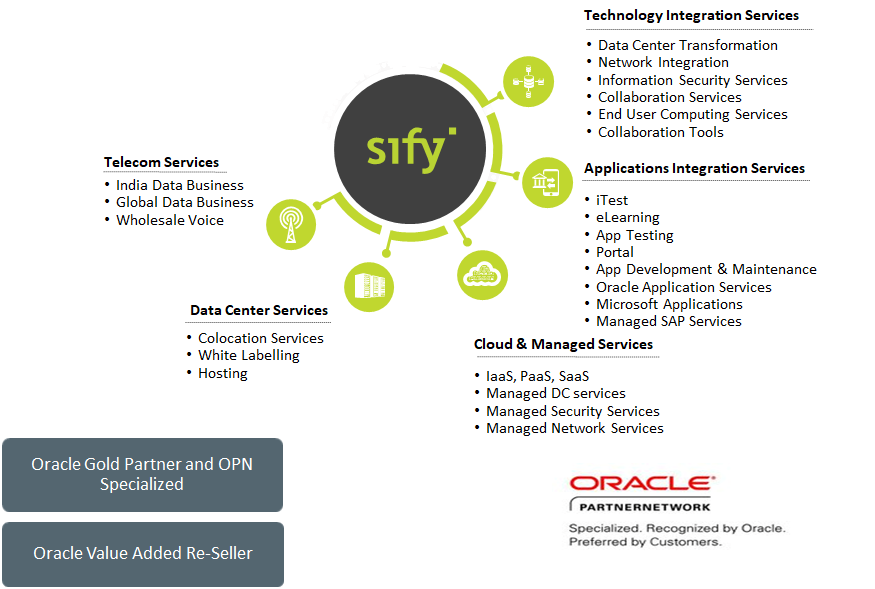 Technology Integration Services
• Data Center Transformation
• Network Integration
• Information Security Services
• Collaboration Services
• End User Computing Services
• Collaboration Tools
sify
Telecom Services
• India Data Business
• Global Data Business
• Wholesale Voice
Applications Integration Services
• iTest
• eLearning
• App Testing
• Portal
• App Development & Maintenance
• Oracle Application Services
• Microsoft Applications
• Managed SAP Services
Data Center Services
• Colocation Services
• White Labelling
• Hosting
Cloud & Managed Services
• IaaS, PaaS, SaaS
• Managed DC services
• Managed Security Services
• Managed Network Services
Oracle Gold Partner and OPN
Specialized
Oracle Value Added Re-Seller
ORACLE®
PARTNERNETWORK
Specialized. Recognized by Oracle.
Preferred by Customers.